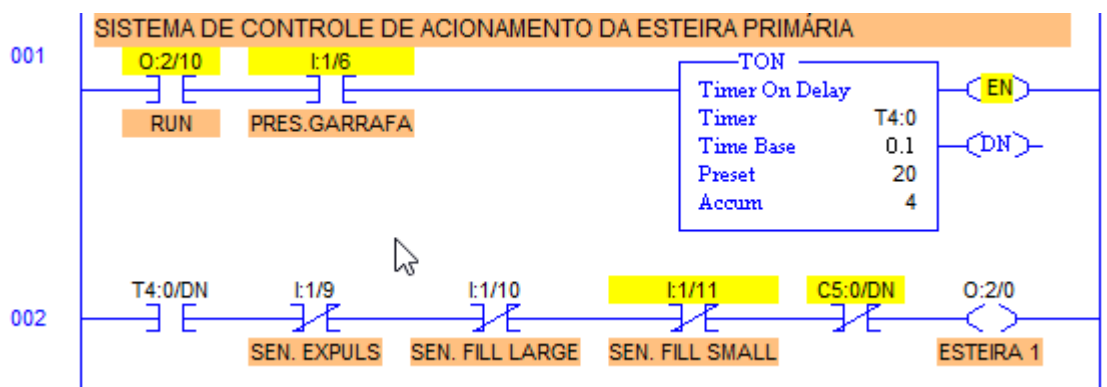 SISTEMA DE CONTROLE DE ACIONAMENTO DA ESTEIRA PRIMÁRIA
001
O:2/10 I:1/6
RUN PRES.GARRAFA
TON
Timer On Delay
Timer T4:0
Time Base 0.1
Preset 20
Accum 4
EN
DN
002
T4:0/DN I:1/9 I:1/10 I:1/11 C5:0/DN O:2/0
SEN. EXPULS SEN. FILL LARGE SEN. FILL SMALL ESTEIRA 1